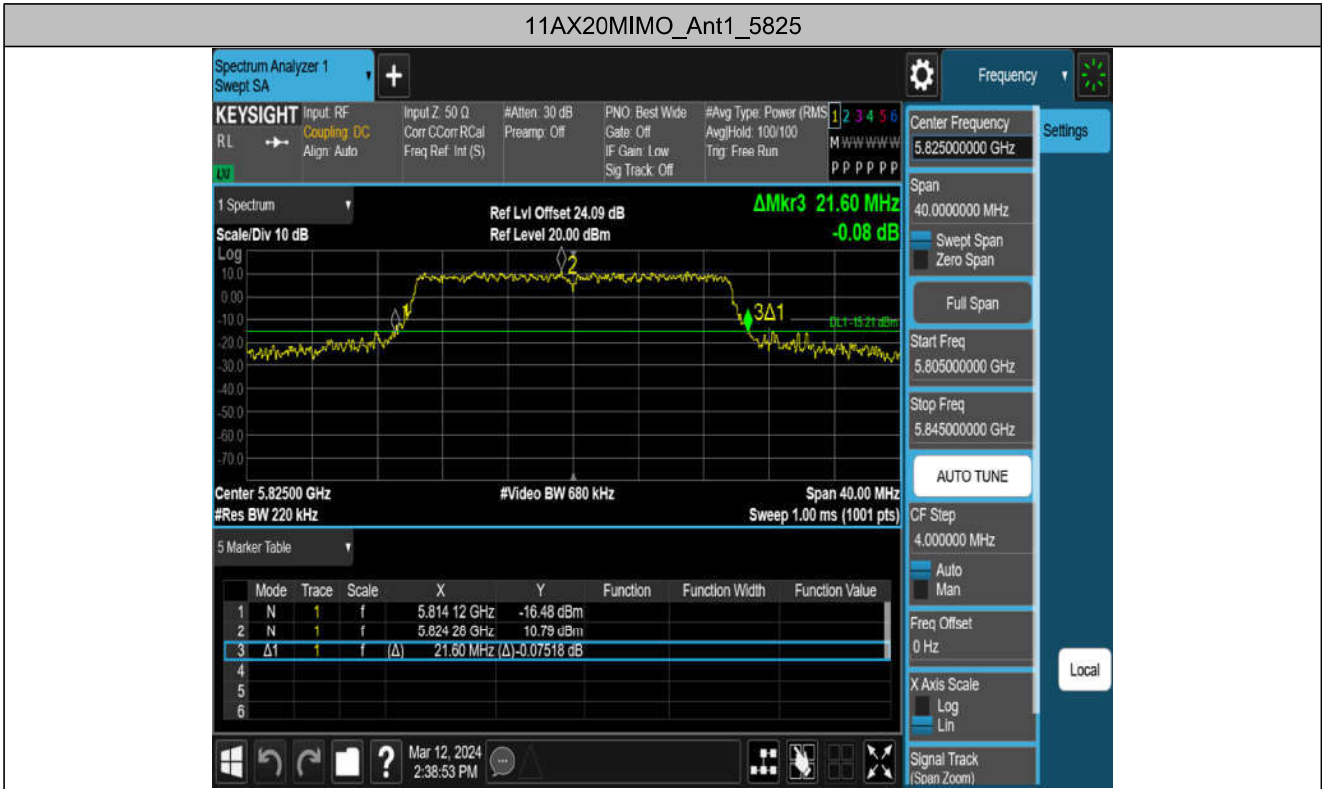 11AX20MIMO_Ant1_5825
Spectrum Analyzer 1
Swept SA
+
Frequency
KEYSIGHT
RL
Input: RF
Coupling: DC
Align: Auto
Input Z: 50 Ω
Corr CCorr RCal
Freq Ref: Int (S)
#Atten: 30 dB
Preamp: Off
PNO: Best Wide
Gate: Off
IF Gain: Low
Sig Track: Off
#Avg Type: Power (RMS
Avg|Hold: 100/100
Trig: Free Run
1 2 3 4 5 6
M W W W W W
P P P P P P
Center Frequency
5.825000000 GHz
Settings
1 Spectrum
Scale/Div 10 dB
Ref Lvl Offset 24.09 dB
Ref Level 20.00 dBm
ΔMkr3 21.60 MHz
-0.08 dB
Log
10.0
0.00
-10.0
-20.0
-30.0
-40.0
-50.0
-60.0
-70.0
1
2
3Δ1
DL1 -15.21 dBm
Center 5.82500 GHz
#Res BW 220 kHz
#Video BW 680 kHz
Span 40.00 MHz
Sweep 1.00 ms (1001 pts)
Span
40.0000000 MHz
Swept Span
Zero Span
Full Span
Start Freq
5.805000000 GHz
Stop Freq
5.845000000 GHz
AUTO TUNE
CF Step
4.000000 MHz
Auto
Man
Freq Offset
0 Hz
X Axis Scale
Log
Lin
Signal Track
(Span Zoom)
Local
5 Marker Table
Mode Trace Scale X Y Function Function Width Function Value
1 N 1 f 5.814 12 GHz -16.48 dBm
2 N 1 f 5.824 28 GHz 10.79 dBm
3 Δ1 1 f (Δ) 21.60 MHz (Δ)-0.07518 dB
4
5
6
?
Mar 12, 2024
2:38:53 PM